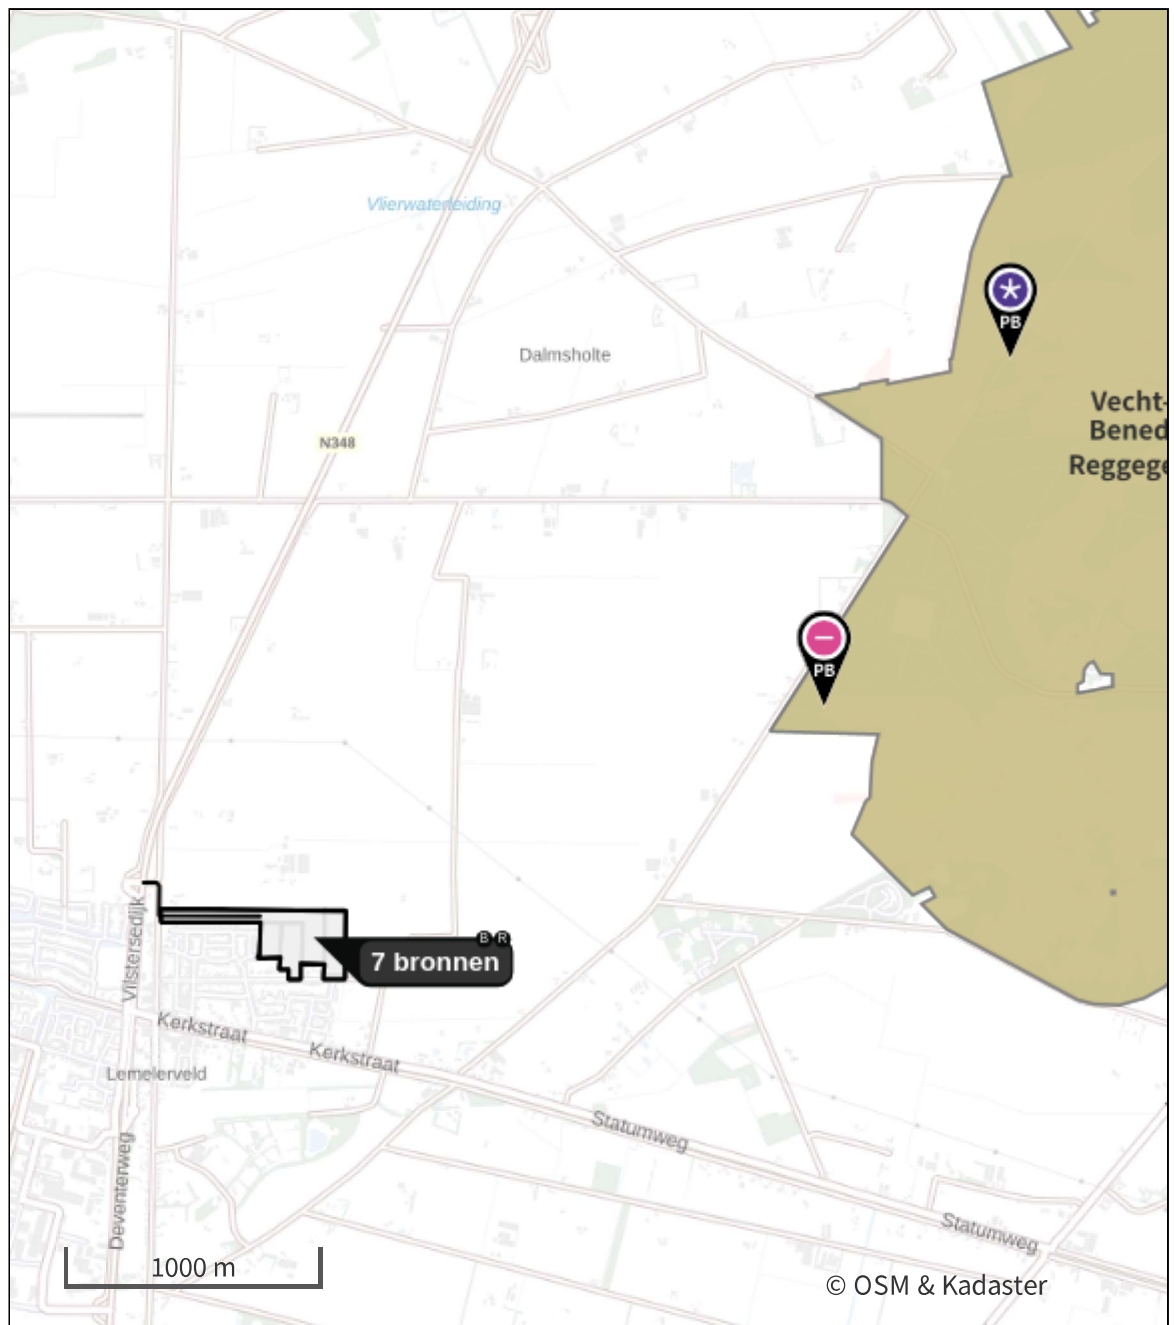 Vlierwaterleiding
PB
Dalmsholte
Vecht-
Bened
Reggege
N348
PB
B R
7 bronnen
Vilstersedijk
Kerkstraat
Kerkstraat
Lemelerveld
Statumweg
Deventerweg
Statumweg
1000 m
© OSM & Kadaster